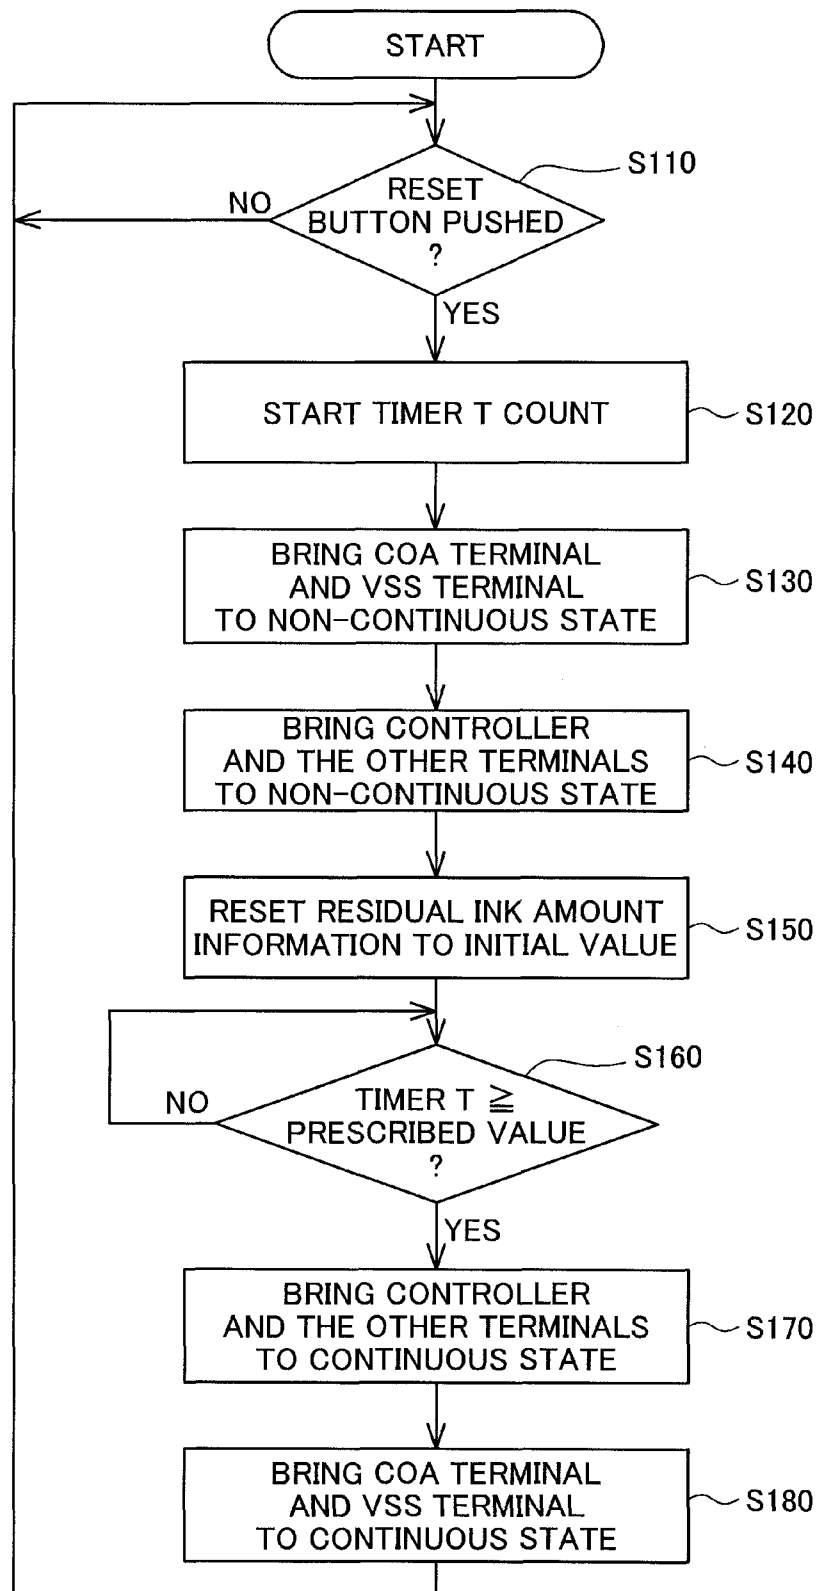 START
RESET
BUTTON PUSHED
?
S110
NO
YES
START TIMER T COUNT
S120
BRING COA TERMINAL
AND VSS TERMINAL
TO NON-CONTINUOUS STATE
S130
BRING CONTROLLER
AND THE OTHER TERMINALS
TO NON-CONTINUOUS STATE
S140
RESET RESIDUAL INK AMOUNT
INFORMATION TO INITIAL VALUE
S150
TIMER T ≧
PRESCRIBED VALUE
?
S160
NO
YES
BRING CONTROLLER
AND THE OTHER TERMINALS
TO CONTINUOUS STATE
S170
BRING COA TERMINAL
AND VSS TERMINAL
TO CONTINUOUS STATE
S180